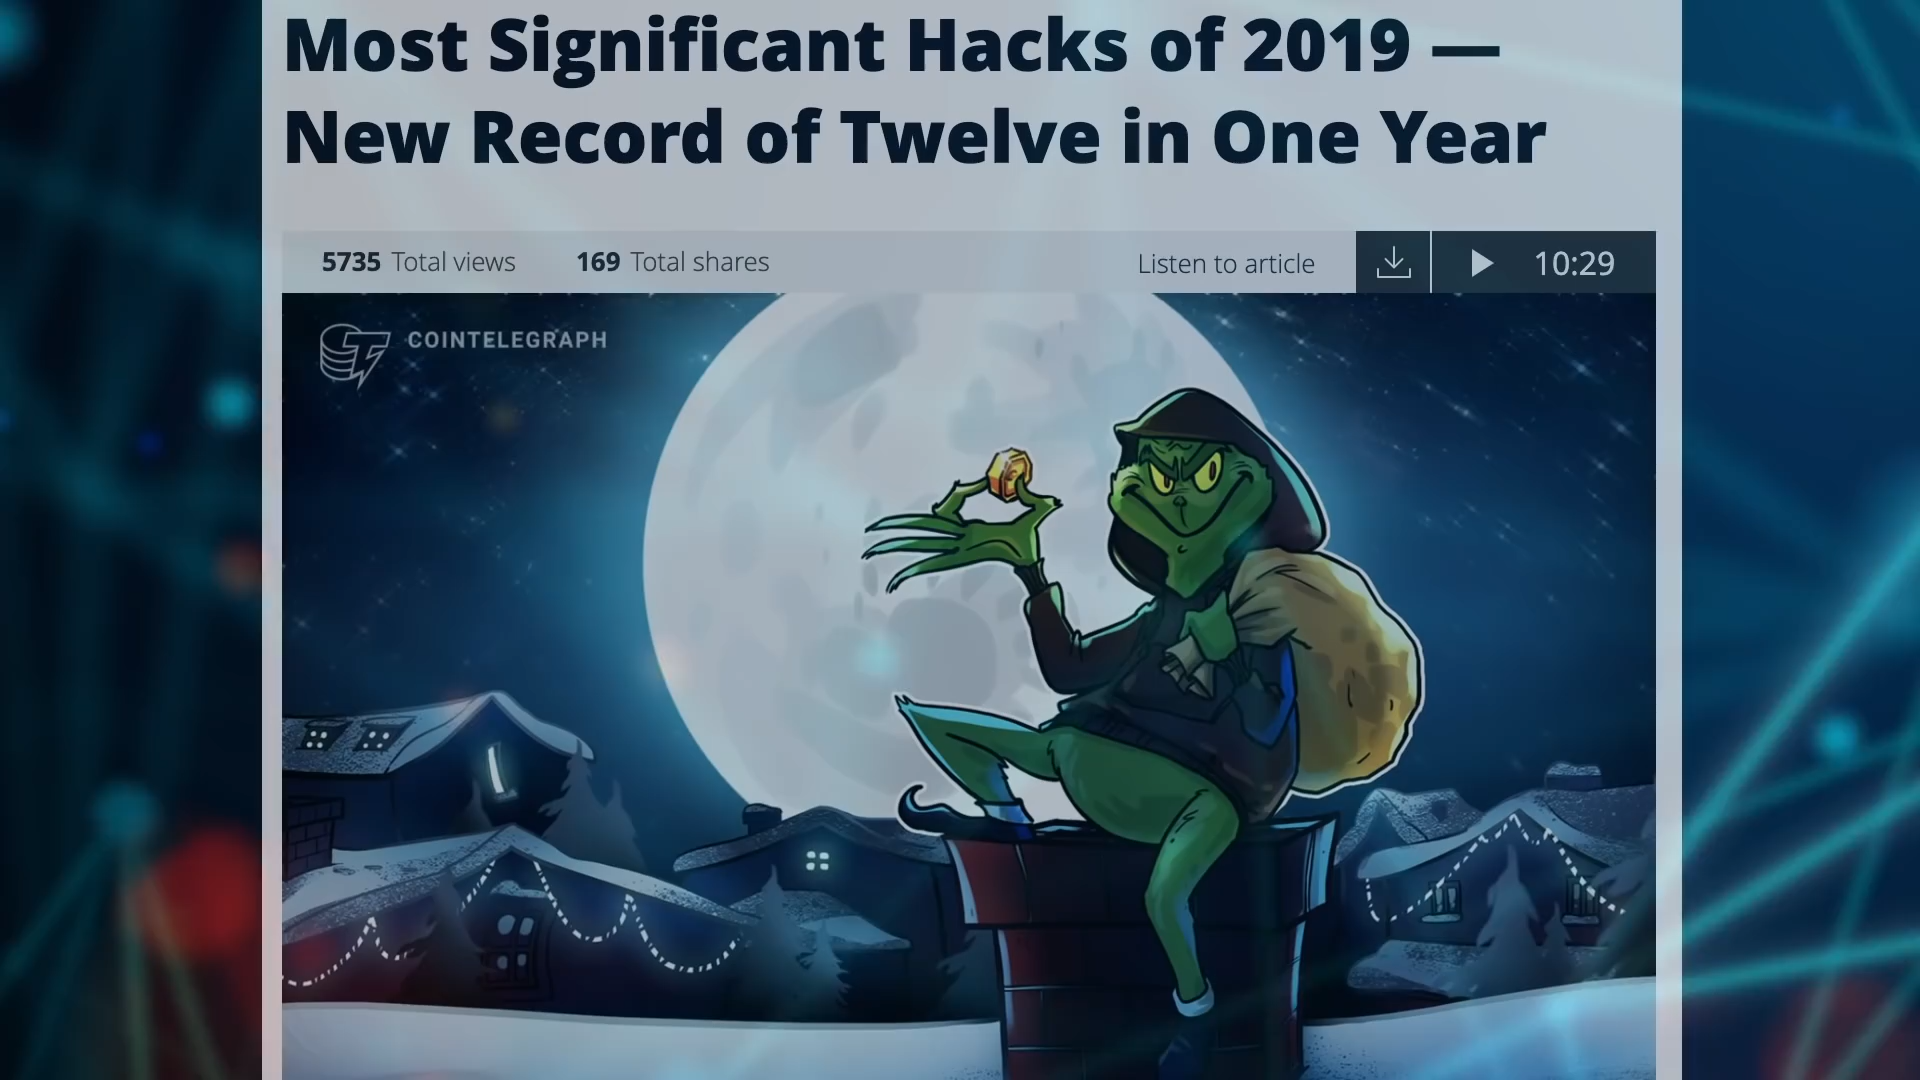 Most Significant Hacks of 2019 —
New Record of Twelve in One Year
5735 Total views 169 Total shares Listen to article 10:29
COINTELEGRAPH